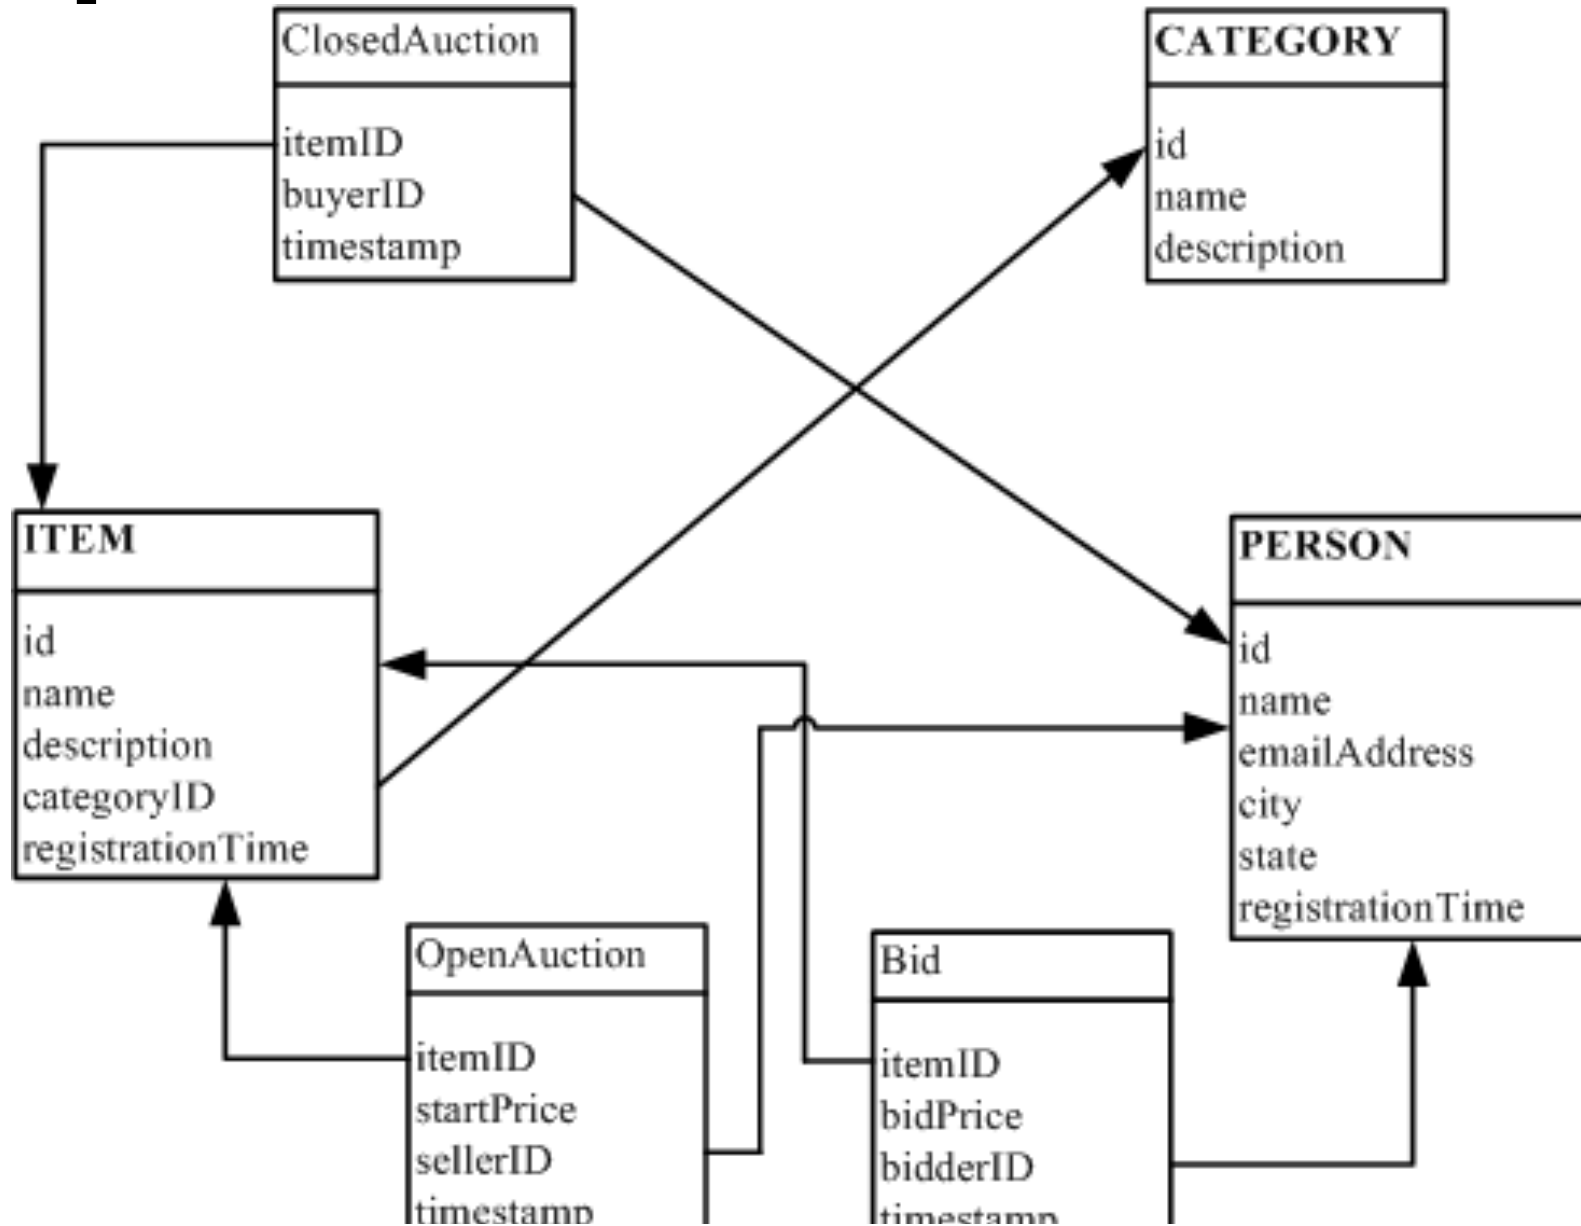 ClosedAuction
itemID
buyerID
timestamp
CATEGORY
id
name
description
ITEM
id
name
description
categoryID
registrationTime
PERSON
id
name
emailAddress
city
state
registrationTime
OpenAuction
itemID
startPrice
sellerID
timestamp
Bid
itemID
bidPrice
bidderID
timestamp